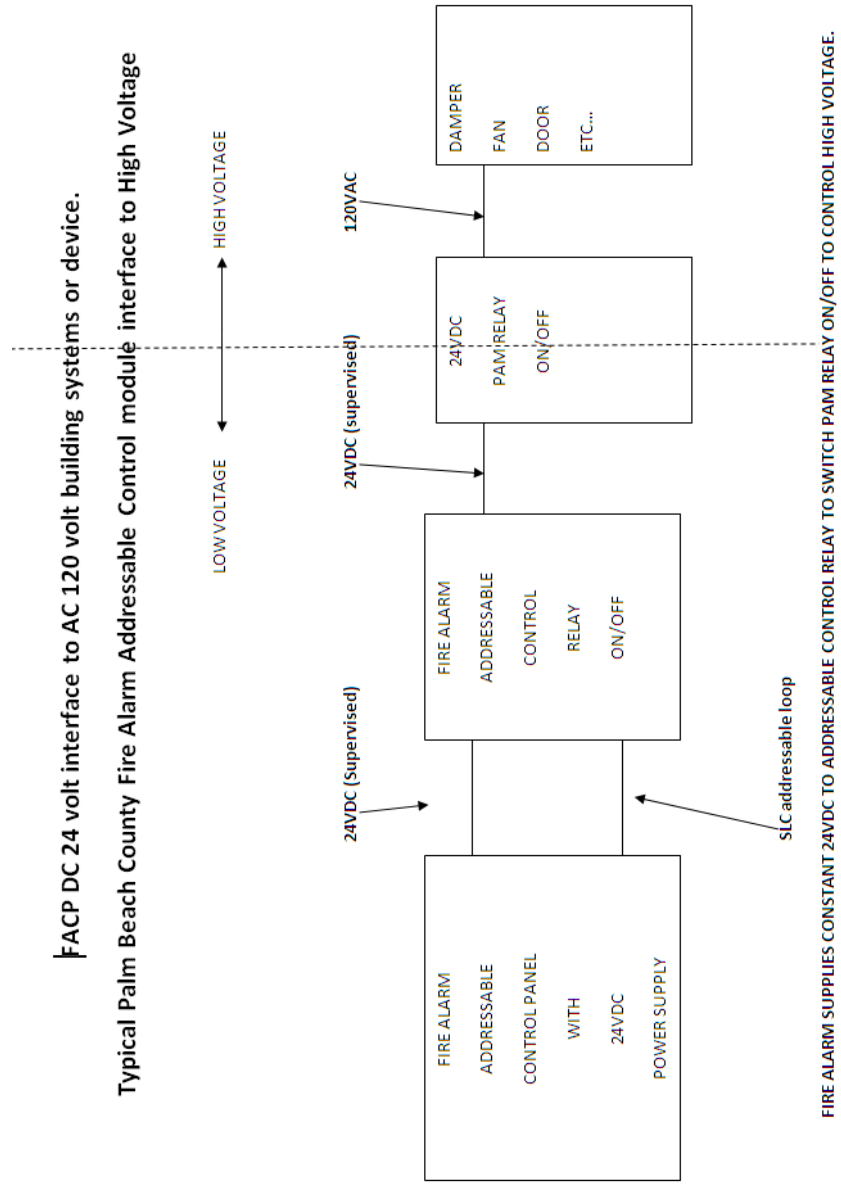 FACP DC 24 volt interface to AC 120 volt building systems or device.
Typical Palm Beach County Fire Alarm Addressable Control module interface to High Voltage
LOW VOLTAGE
HIGH VOLTAGE
24VDC (Supervised)
24VDC (supervised)
120VAC
FIRE ALARM
ADDRESSABLE
CONTROL PANEL
WITH
24VDC
POWER SUPPLY
FIRE ALARM
ADDRESSABLE
CONTROL
RELAY
ON/OFF
24VDC
PAM RELAY
ON/OFF
DAMPER
FAN
DOOR
ETC...
SLC addressable loop
FIRE ALARM SUPPLIES CONSTANT 24VDC TO ADDRESSABLE CONTROL RELAY TO SWITCH PAM RELAY ON/OFF TO CONTROL HIGH VOLTAGE.